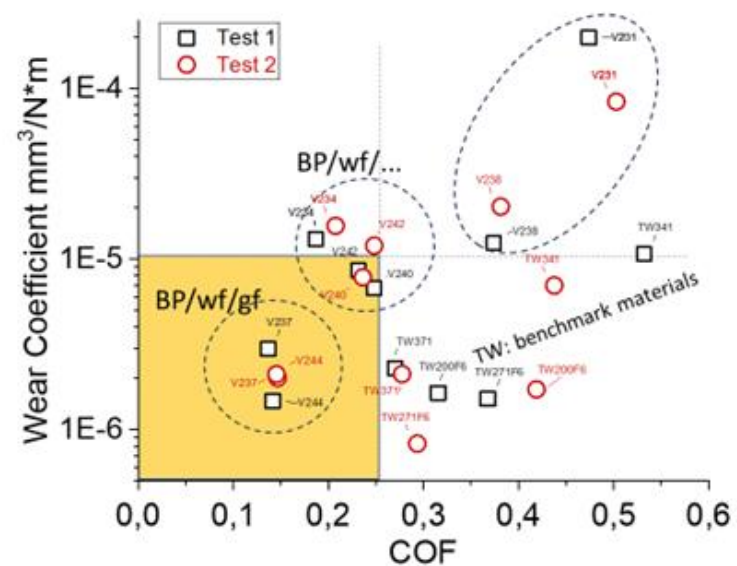 Test 1
Test 2
Wear Coefficient mm³/N*m
1E-4
1E-5
1E-6
V231
V231
BP/wf/...
V234
V234
V238
V238
V242
V242
TW341
TW341
V240
V240
BP/wf/gf
V237
V244
V237
V244
TW: benchmark materials
TW371
TW371
TW200F6
TW271F6
TW200F6
TW271F6
0,0
0,1
0,2
0,3
0,4
0,5
0,6
COF